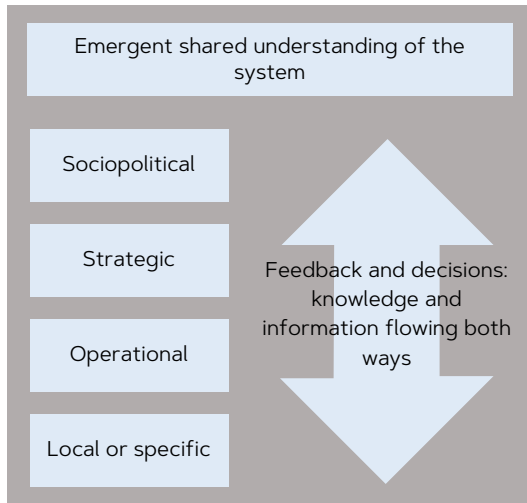 Emergent shared understanding of the
system
Sociopolitical
Strategic
Operational
Local or specific
Feedback and decisions:
knowledge and
information flowing both
ways